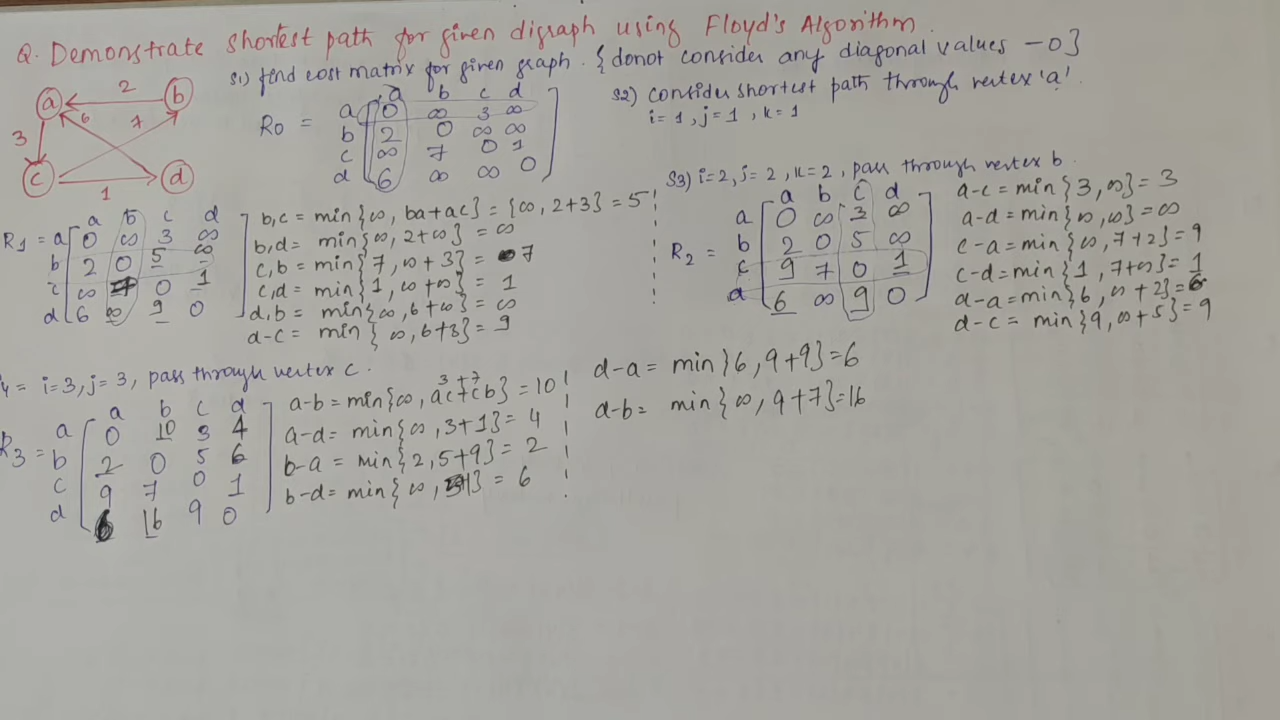 Q. Demonstrate shortest path for given digraph using Floyd's Algorithm.
S1) find cost matrix for given graph. {donot consider any diagonal values -0}
a 2 b
3 6 7
c 1 d
a b c d
R0 = a 0 ∞ 3 ∞
b 2 0 ∞ ∞
c ∞ 7 0 1
d 6 ∞ ∞ 0
S2) consider shortest path through vertex 'a'.
i=1, j=1, k=1
a b c d
R1 = a 0 ∞ 3 ∞
b 2 0 5 ∞
c ∞ 7 0 1
d 6 ∞ 9 0
b,c = min{∞, ba+ac} = {∞, 2+3} = 5
b,d = min{∞, 2+∞} = ∞
c,b = min{7, ∞+3} = 7
c,d = min{1, ∞+∞} = 1
d,b = min{∞, 6+∞} = ∞
d-c = min{∞, 6+3} = 9
S3) i=2, j=2, k=2, pass through vertex b.
a b c d
R2 = a 0 ∞ 3 ∞
b 2 0 5 ∞
c 9 7 0 1
d 6 ∞ 9 0
a-c = min{3, ∞} = 3
a-d = min{∞, ∞} = ∞
c-a = min{∞, 7+2} = 9
c-d = min{1, 7+∞} = 1
d-a = min{6, ∞+2} = 6
d-c = min{9, ∞+5} = 9
4 = i=3, j=3, pass through vertex c.
a b c d
R3 = a 0 10 3 4
b 2 0 5 6
c 9 7 0 1
d 6 16 9 0
3 + 7
a-b = min{∞, ac+cb} = 10
a-d = min{∞, 3+1} = 4
b-a = min{2, 5+9} = 2
b-d = min{∞, 5+1} = 6
d-a = min{6, 9+9} = 6
d-b = min{∞, 9+7} = 16